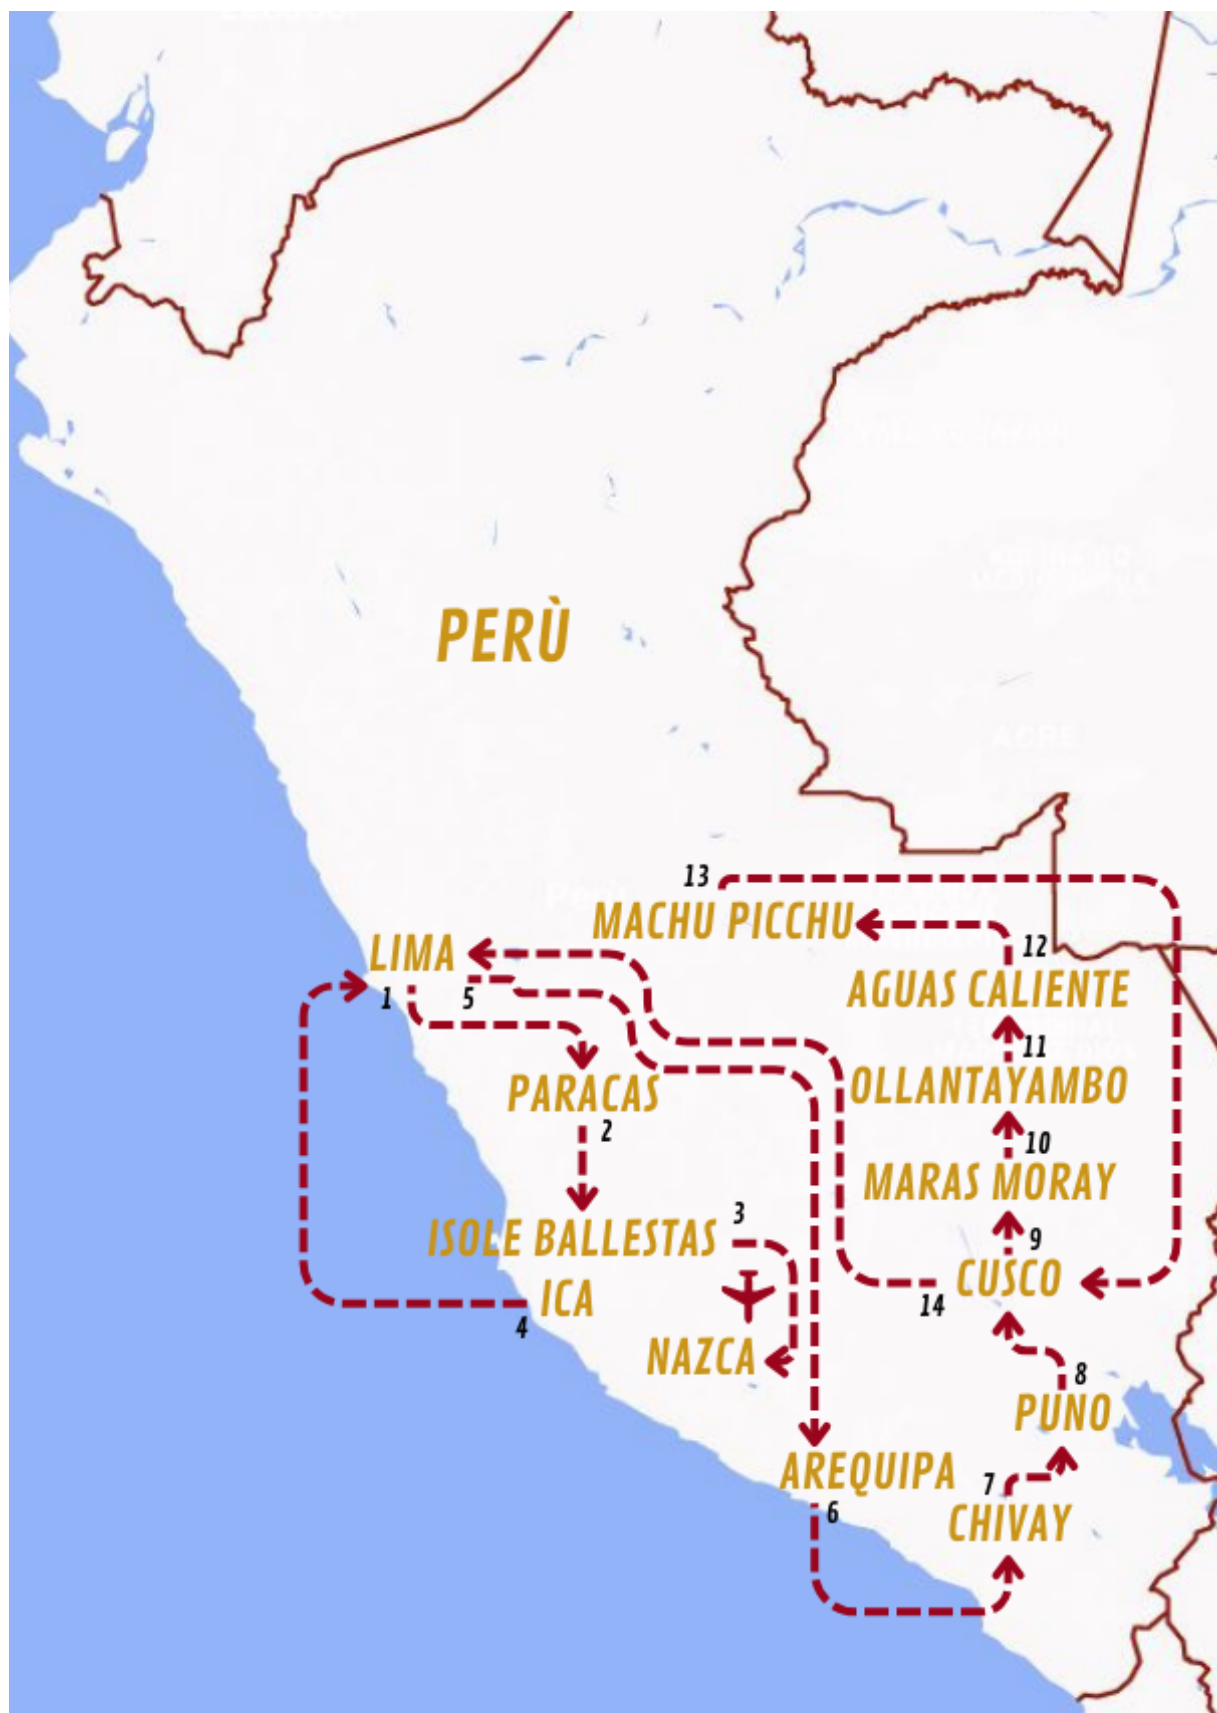 PERÙ
13
MACHU PICCHU
LIMA
12
1
5
AGUAS CALIENTE
11
PARACAS
OLLANTAYAMBO
2
10
MARAS MORAY
3
ISOLE BALLESTAS
9
CUSCO
ICA
14
4
NAZCA
8
PUNO
AREQUIPA
7
6
CHIVAY